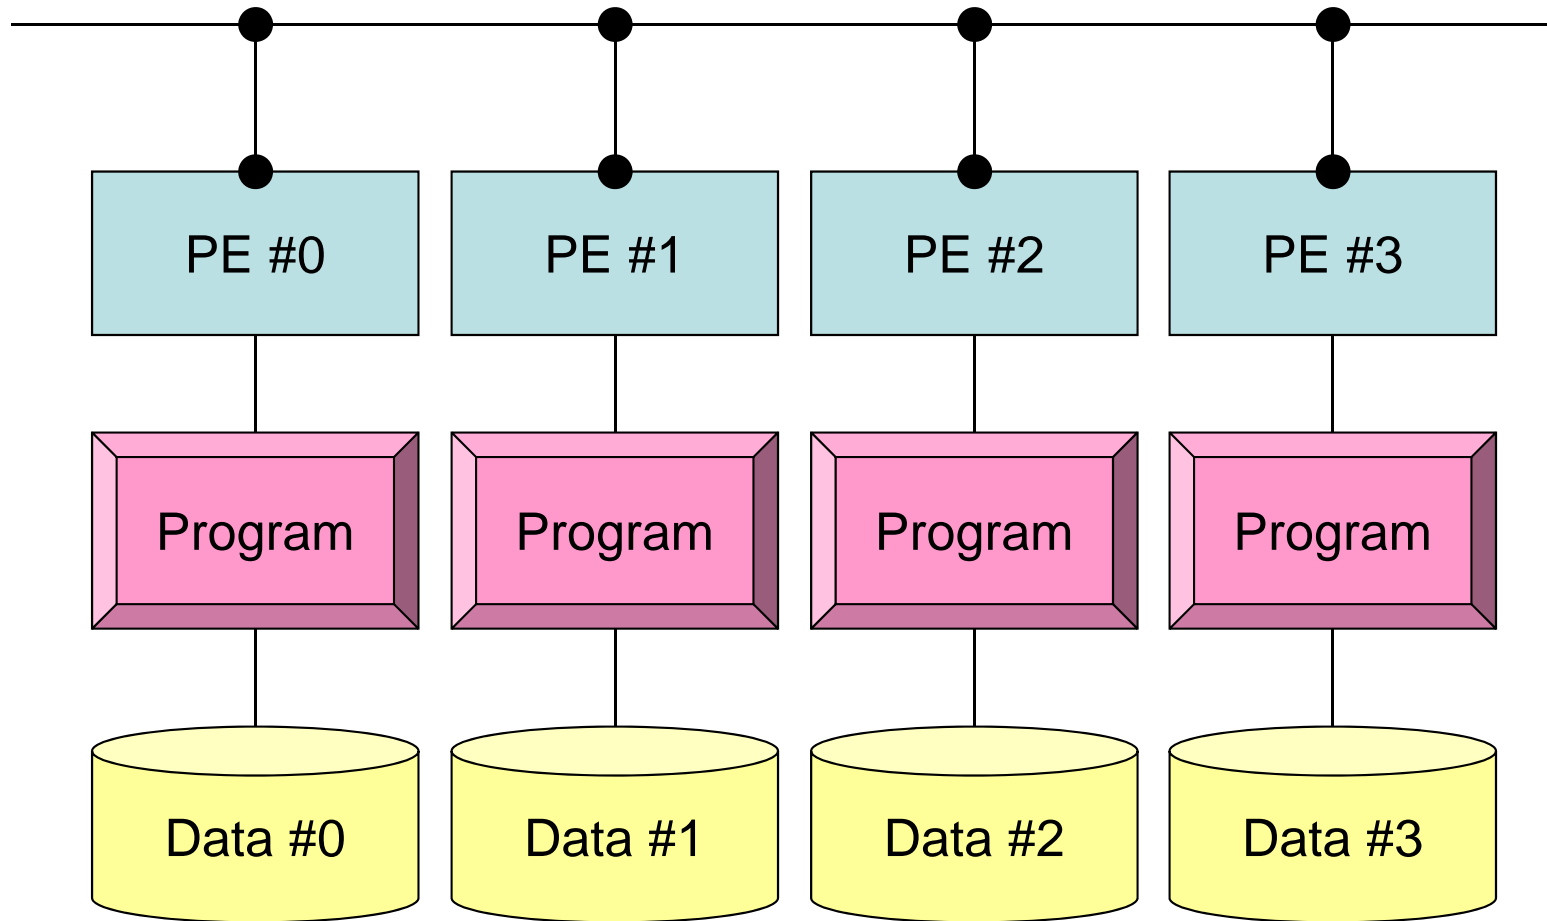 PE #0
PE #1
PE #2
PE #3
Program
Program
Program
Program
Data #0
Data #1
Data #2
Data #3